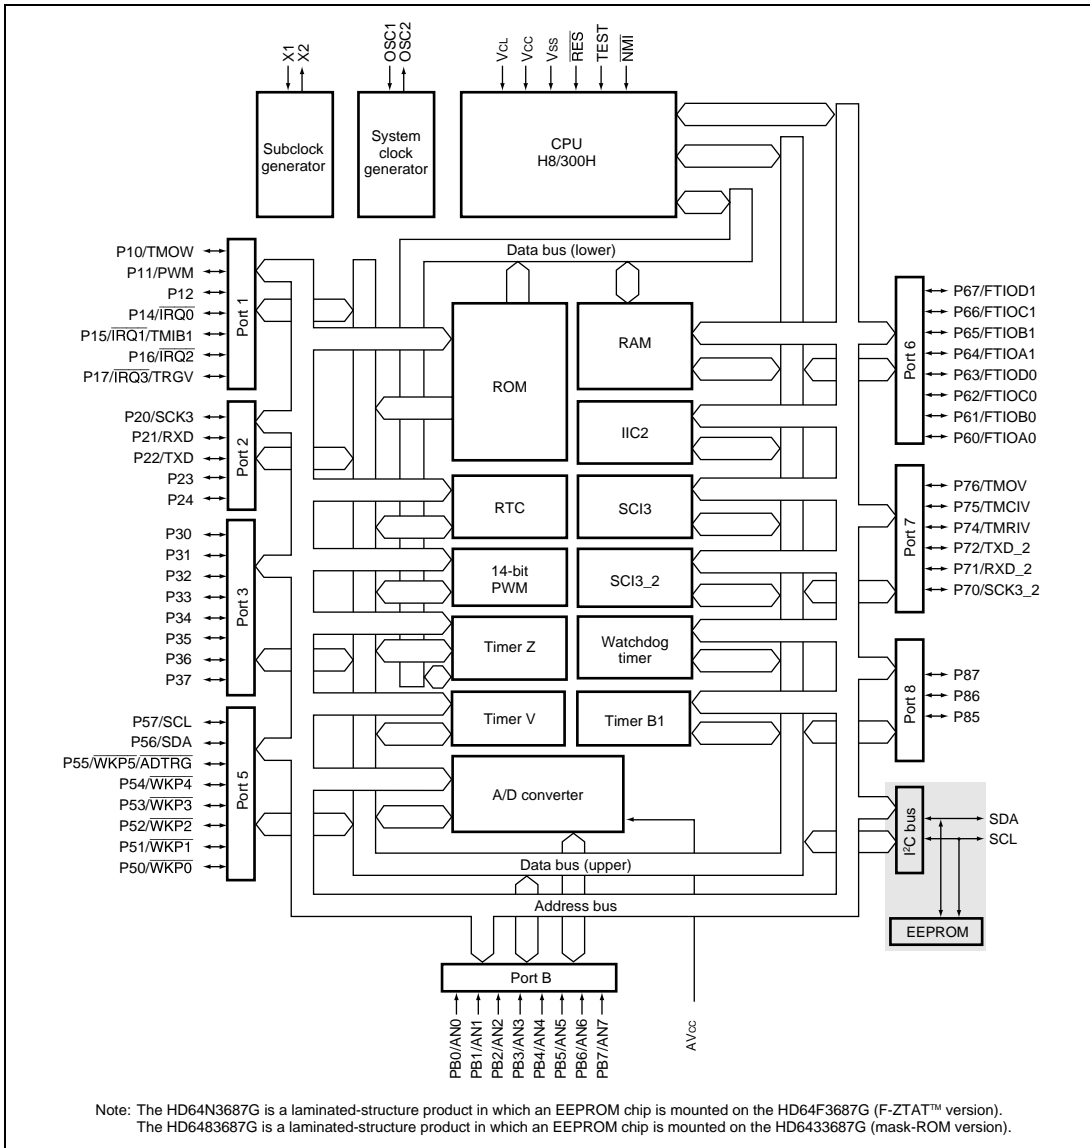 X1
X2
OSC1
OSC2
VCL
VCC
VSS
RES
TEST
NMI
Subclock
generator
System
clock
generator
CPU
H8/300H
Data bus (lower)
P10/TMOW
P11/PWM
P12
P14/IRQ0
P15/IRQ1/TMIB1
P16/IRQ2
P17/IRQ3/TRGV
Port 1
P20/SCK3
P21/RXD
P22/TXD
P23
P24
Port 2
P30
P31
P32
P33
P34
P35
P36
P37
Port 3
P57/SCL
P56/SDA
P55/WKP5/ADTRG
P54/WKP4
P53/WKP3
P52/WKP2
P51/WKP1
P50/WKP0
Port 5
ROM
RAM
IIC2
RTC
SCI3
14-bit
PWM
SCI3_2
Timer Z
Watchdog
timer
Timer V
Timer B1
A/D converter
Port 6
P67/FTIOD1
P66/FTIOC1
P65/FTIOB1
P64/FTIOA1
P63/FTIOD0
P62/FTIOC0
P61/FTIOB0
P60/FTIOA0
Port 7
P76/TMOV
P75/TMCIV
P74/TMRIV
P72/TXD_2
P71/RXD_2
P70/SCK3_2
Port 8
P87
P86
P85
I²C bus
SDA
SCL
EEPROM
Data bus (upper)
Address bus
Port B
PB0/AN0
PB1/AN1
PB2/AN2
PB3/AN3
PB4/AN4
PB5/AN5
PB6/AN6
PB7/AN7
AVCC
Note: The HD64N3687G is a laminated-structure product in which an EEPROM chip is mounted on the HD64F3687G (F-ZTAT™ version).
The HD6483687G is a laminated-structure product in which an EEPROM chip is mounted on the HD6433687G (mask-ROM version).